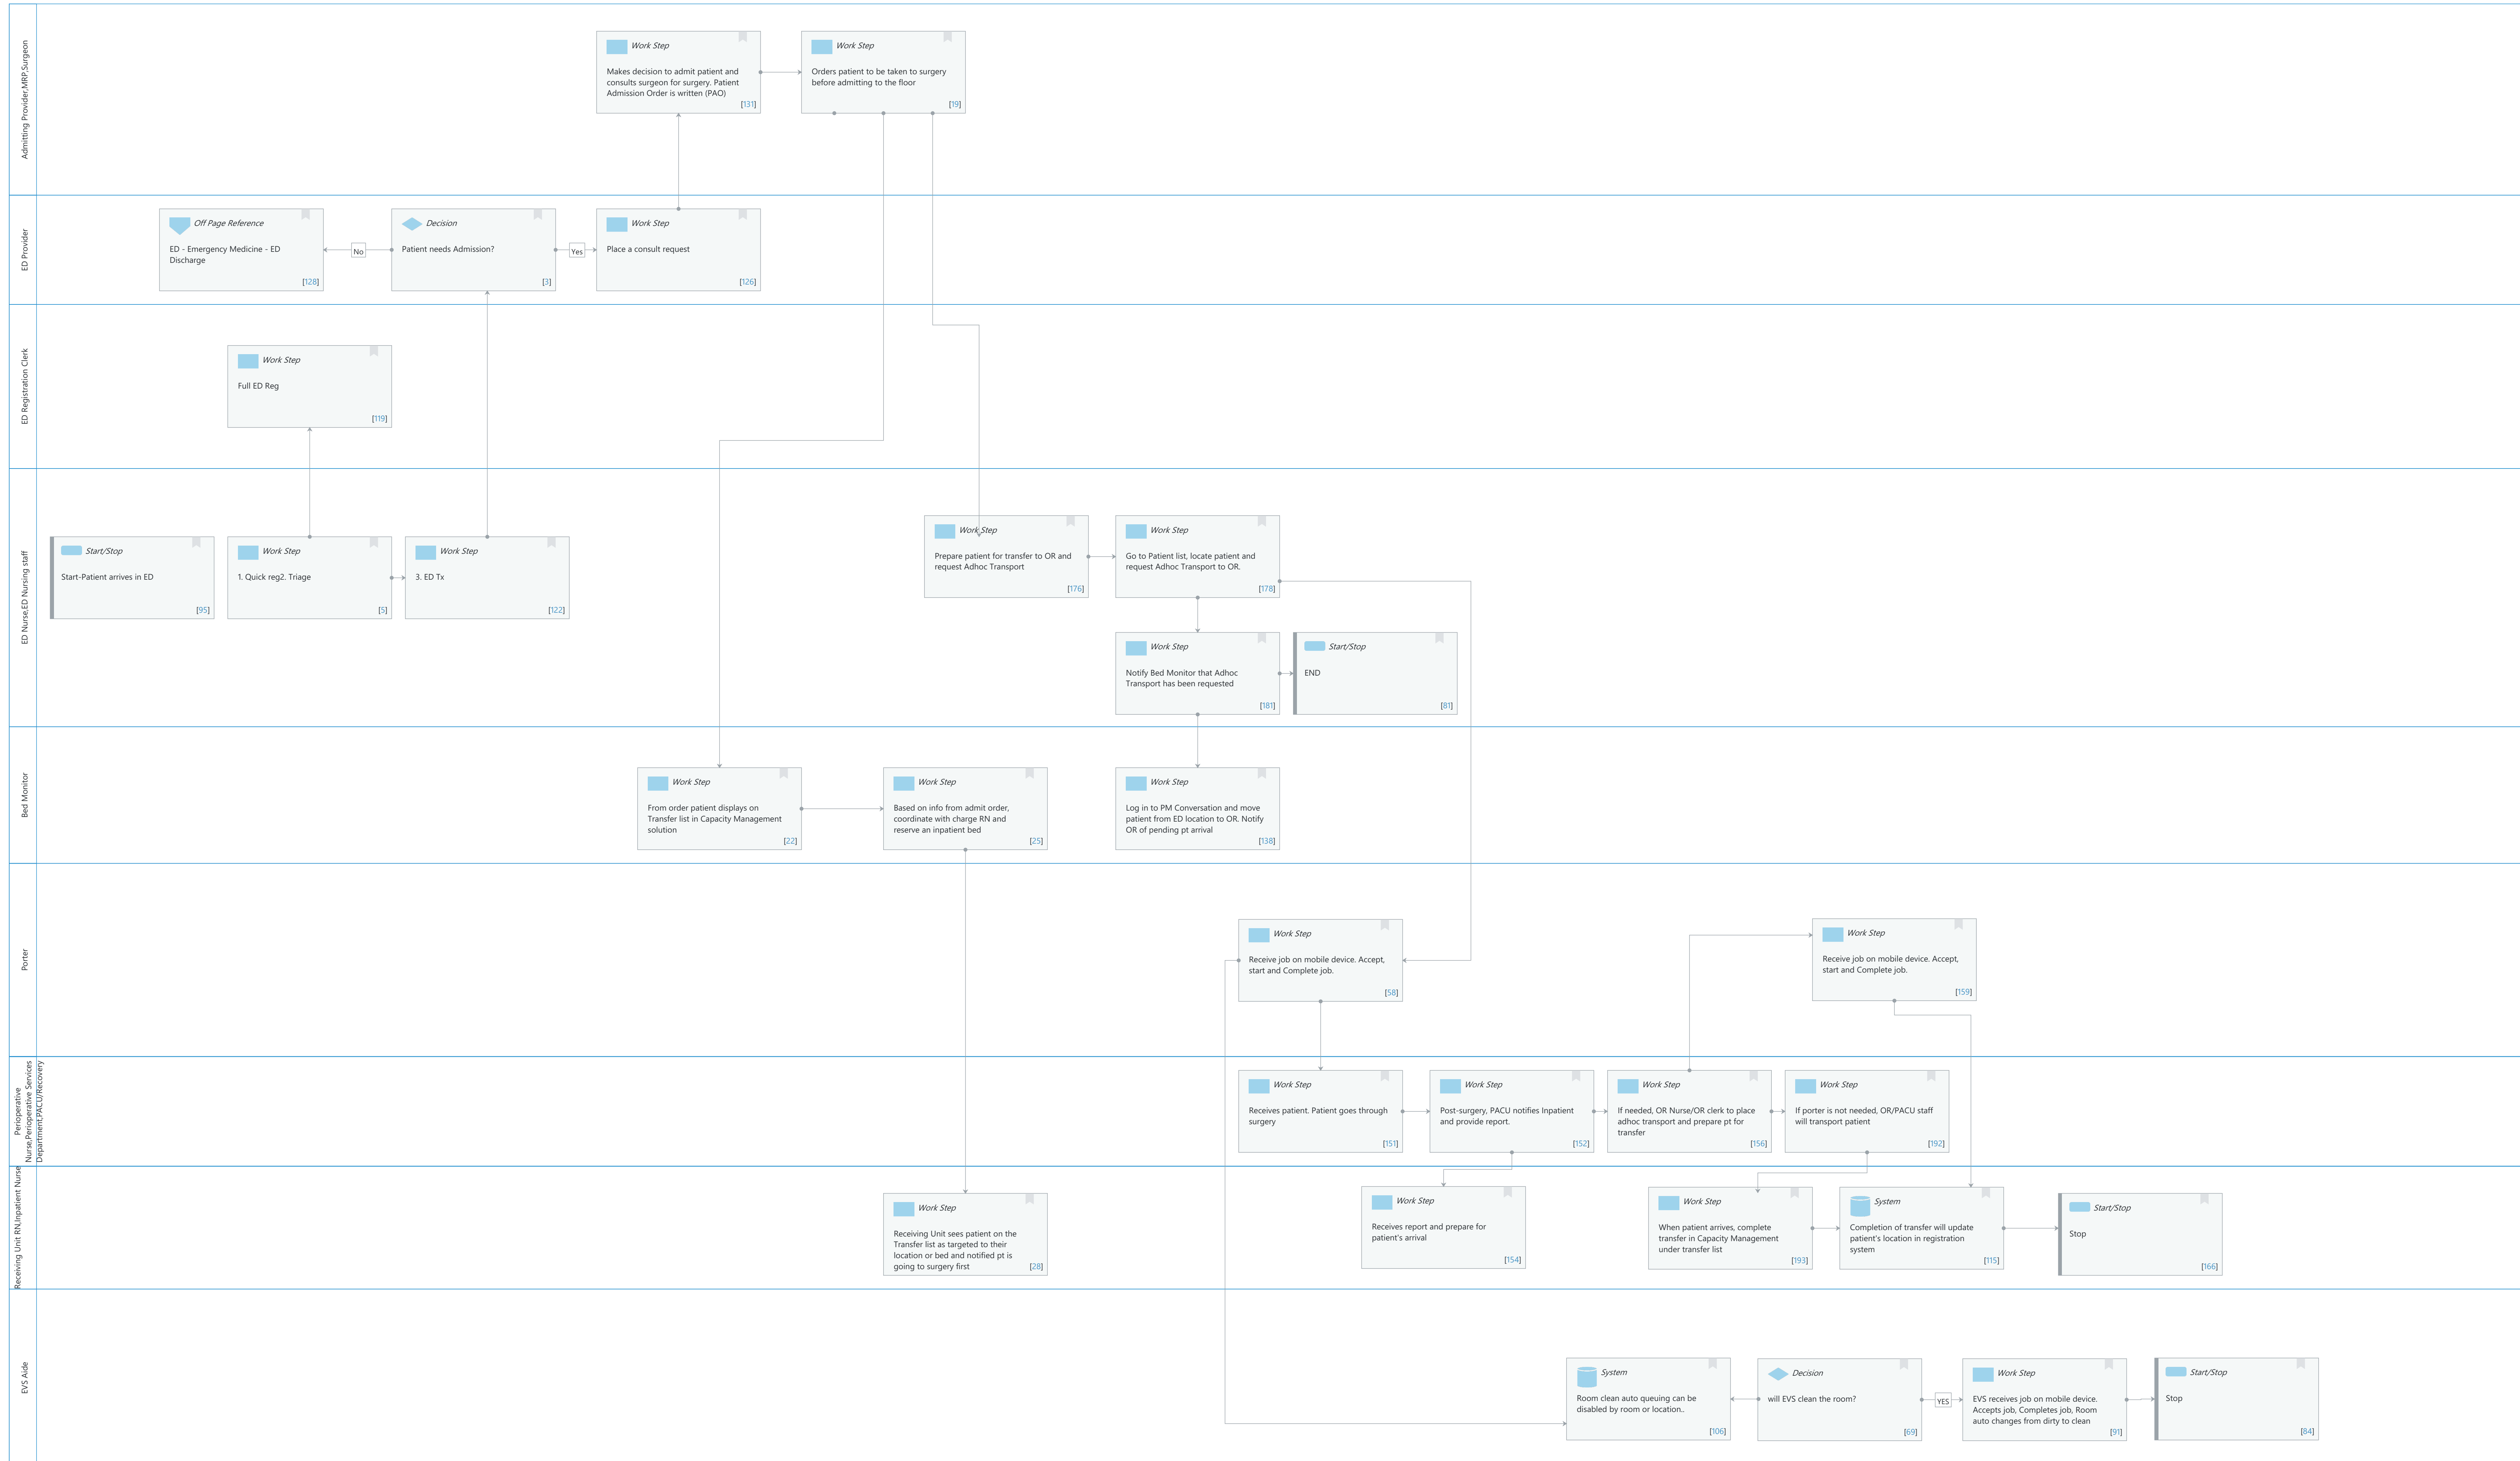 Admitting Provider,MRP,Surgeon
Work Step
Makes decision to admit patient and
consults surgeon for surgery. Patient
Admission Order is written (PAO)
[131]
Work Step
Orders patient to be taken to surgery
before admitting to the floor
[19]
ED Provider
Off Page Reference
ED - Emergency Medicine - ED
Discharge
[128]
No
Decision
Patient needs Admission?
[3]
Yes
Work Step
Place a consult request
[126]
ED Registration Clerk
Work Step
Full ED Reg
[119]
ED Nurse,ED Nursing staff
Start/Stop
Start-Patient arrives in ED
[95]
Work Step
1. Quick reg2. Triage
[5]
Work Step
3. ED Tx
[122]
Work Step
Prepare patient for transfer to OR and
request Adhoc Transport
[176]
Work Step
Go to Patient list, locate patient and
request Adhoc Transport to OR.
[178]
Work Step
Notify Bed Monitor that Adhoc
Transport has been requested
[181]
Start/Stop
END
[81]
Bed Monitor
Work Step
From order patient displays on
Transfer list in Capacity Management
solution
[22]
Work Step
Based on info from admit order,
coordinate with charge RN and
reserve an inpatient bed
[25]
Work Step
Log in to PM Conversation and move
patient from ED location to OR. Notify
OR of pending pt arrival
[138]
Porter
Work Step
Receive job on mobile device. Accept,
start and Complete job.
[58]
Work Step
Receive job on mobile device. Accept,
start and Complete job.
[159]
Perioperative
Nurse,Perioperative Services
Department,PACU/Recovery
Work Step
Receives patient. Patient goes through
surgery
[151]
Work Step
Post-surgery, PACU notifies Inpatient
and provide report.
[152]
Work Step
If needed, OR Nurse/OR clerk to place
adhoc transport and prepare pt for
transfer
[156]
Work Step
If porter is not needed, OR/PACU staff
will transport patient
[192]
Receiving Unit RN,Inpatient Nurse
Work Step
Receiving Unit sees patient on the
Transfer list as targeted to their
location or bed and notified pt is
going to surgery first
[28]
Work Step
Receives report and prepare for
patient's arrival
[154]
Work Step
When patient arrives, complete
transfer in Capacity Management
under transfer list
[193]
System
Completion of transfer will update
patient's location in registration
system
[115]
Start/Stop
Stop
[166]
EVS Aide
System
Room clean auto queuing can be
disabled by room or location..
[106]
Decision
will EVS clean the room?
[69]
YES
Work Step
EVS receives job on mobile device.
Accepts job, Completes job, Room
auto changes from dirty to clean
[91]
Start/Stop
Stop
[84]